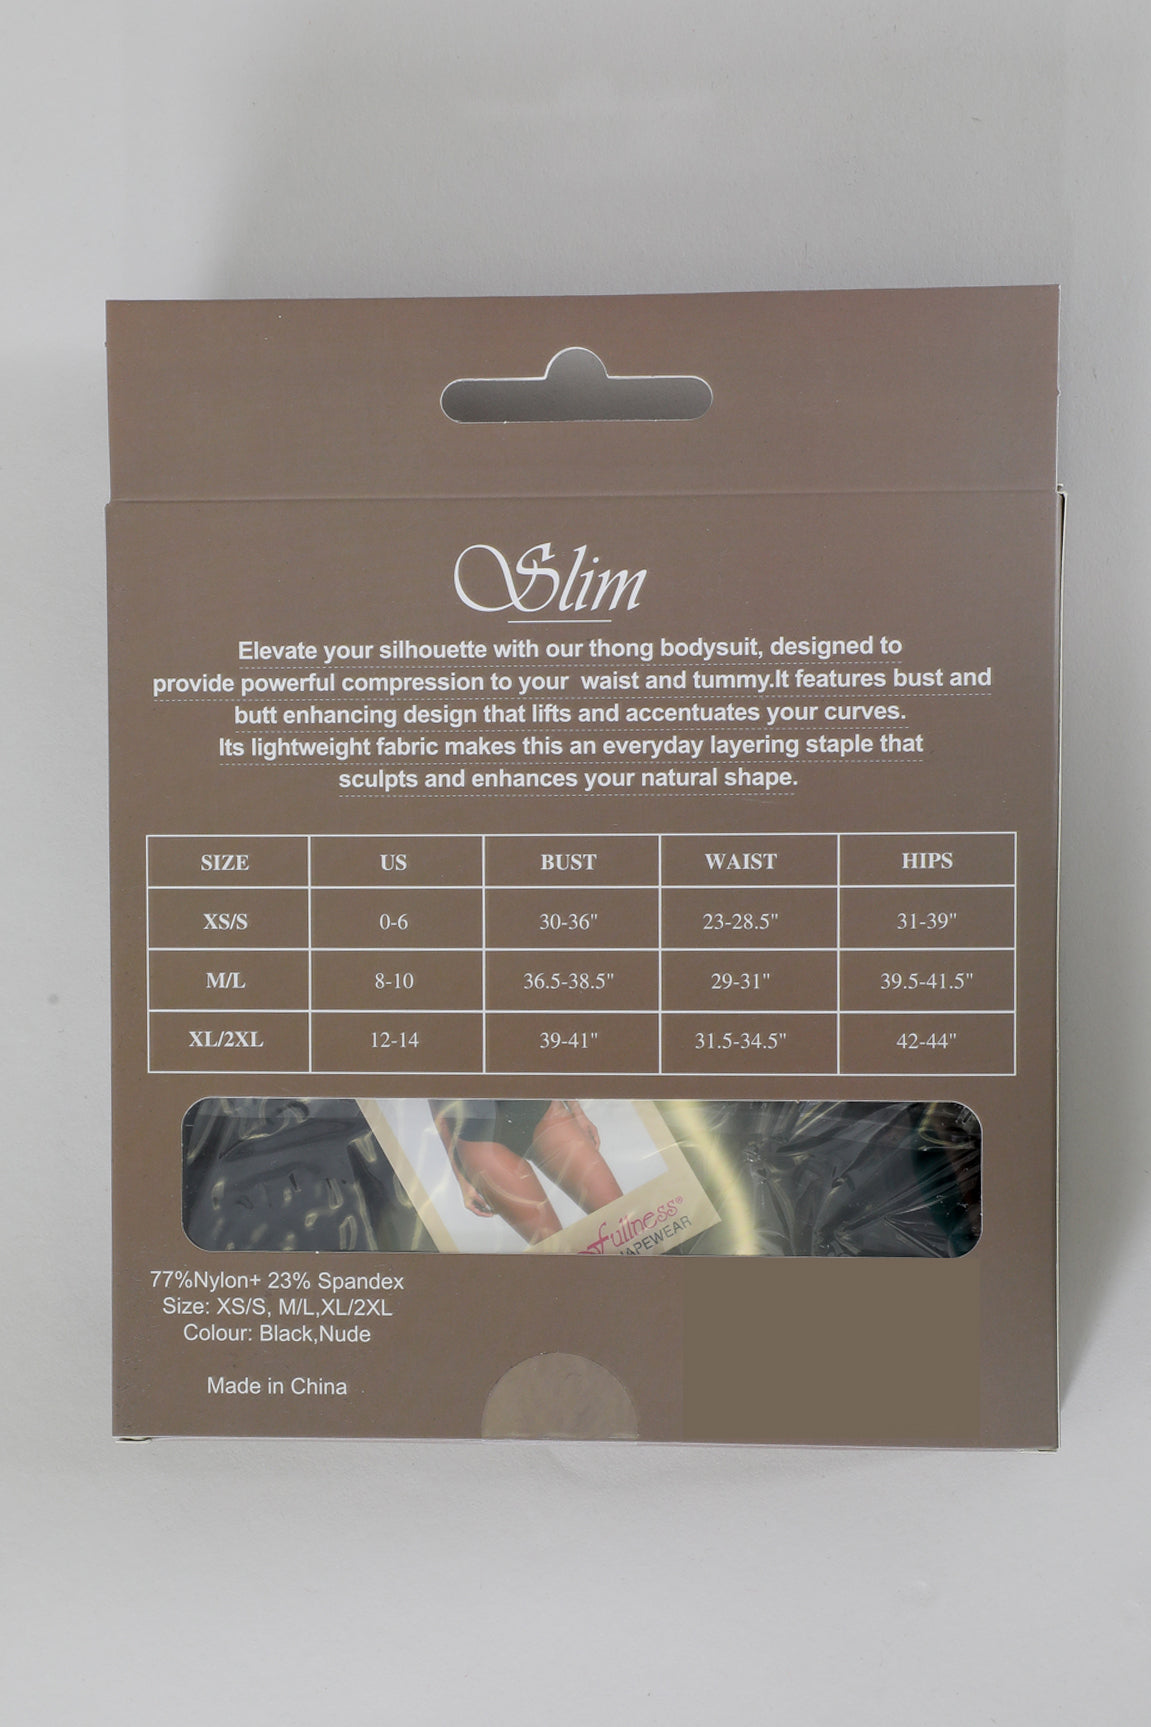 Slim
Elevate your silhouette with our thong bodysuit, designed to
provide powerful compression to your  waist and tummy.It features bust and
butt enhancing design that lifts and accentuates your curves.
Its lightweight fabric makes this an everyday layering staple that
sculpts and enhances your natural shape.
SIZE US BUST WAIST HIPS
XS/S 0-6 30-36" 23-28.5" 31-39"
M/L 8-10 36.5-38.5" 29-31" 39.5-41.5"
XL/2XL 12-14 39-41" 31.5-34.5" 42-44"
fullness®
APEWEAR
77%Nylon+ 23% Spandex
Size: XS/S, M/L,XL/2XL
Colour: Black,Nude
Made in China